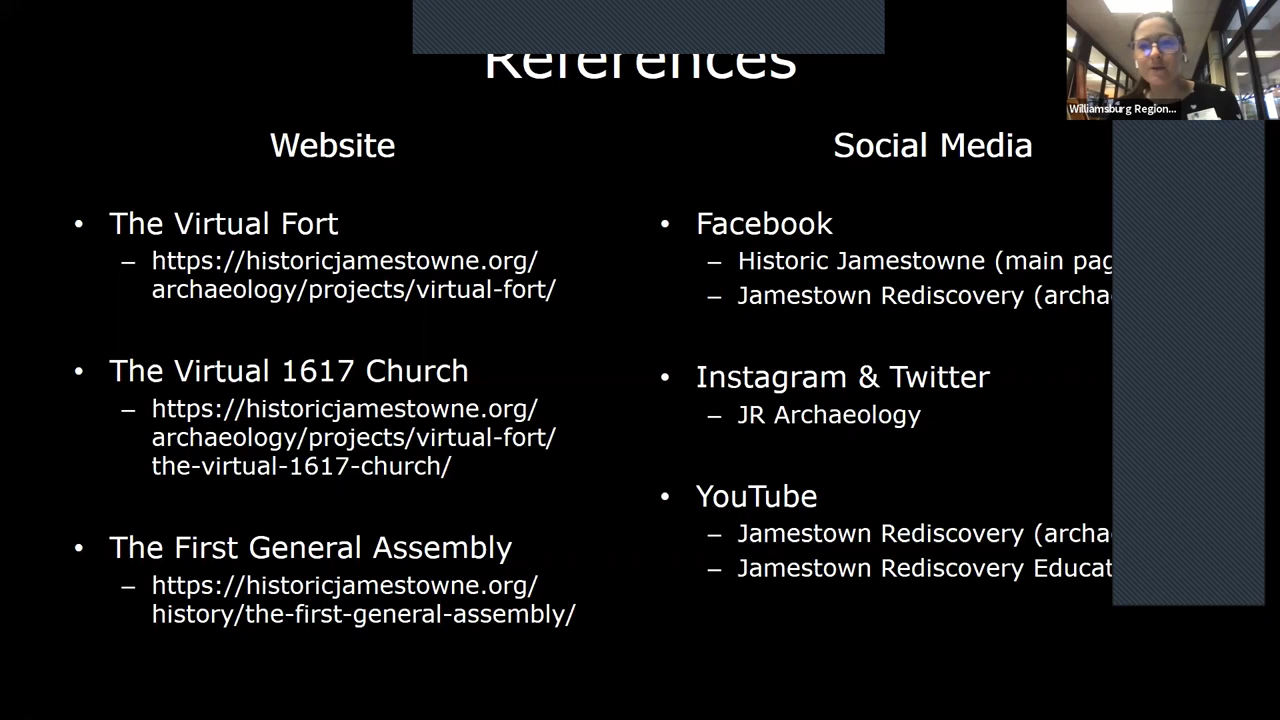 References
Williamsburg Region...
Website
• The Virtual Fort
– https://historicjamestowne.org/
archaeology/projects/virtual-fort/
• The Virtual 1617 Church
– https://historicjamestowne.org/
archaeology/projects/virtual-fort/
the-virtual-1617-church/
• The First General Assembly
– https://historicjamestowne.org/
history/the-first-general-assembly/
Social Media
• Facebook
– Historic Jamestowne (main pag
– Jamestown Rediscovery (archa
• Instagram & Twitter
– JR Archaeology
• YouTube
– Jamestown Rediscovery (archa
– Jamestown Rediscovery Educat